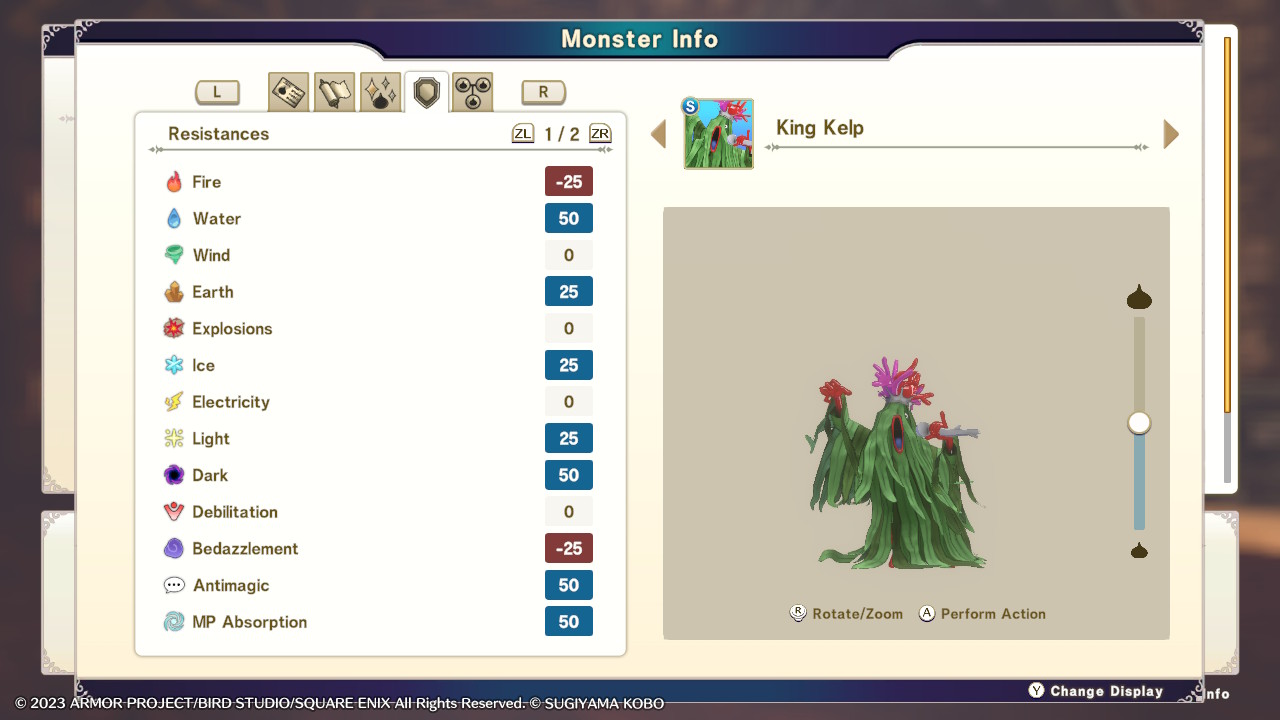 Monster Info
L
R
Resistances
ZL 1 / 2 ZR
Fire -25
Water 50
Wind 0
Earth 25
Explosions 0
Ice 25
Electricity 0
Light 25
Dark 50
Debilitation 0
Bedazzlement -25
Antimagic 50
MP Absorption 50
S
King Kelp
R Rotate/Zoom A Perform Action
Y Change Display
Info
© 2023 ARMOR PROJECT/BIRD STUDIO/SQUARE ENIX All Rights Reserved. © SUGIYAMA KOBO